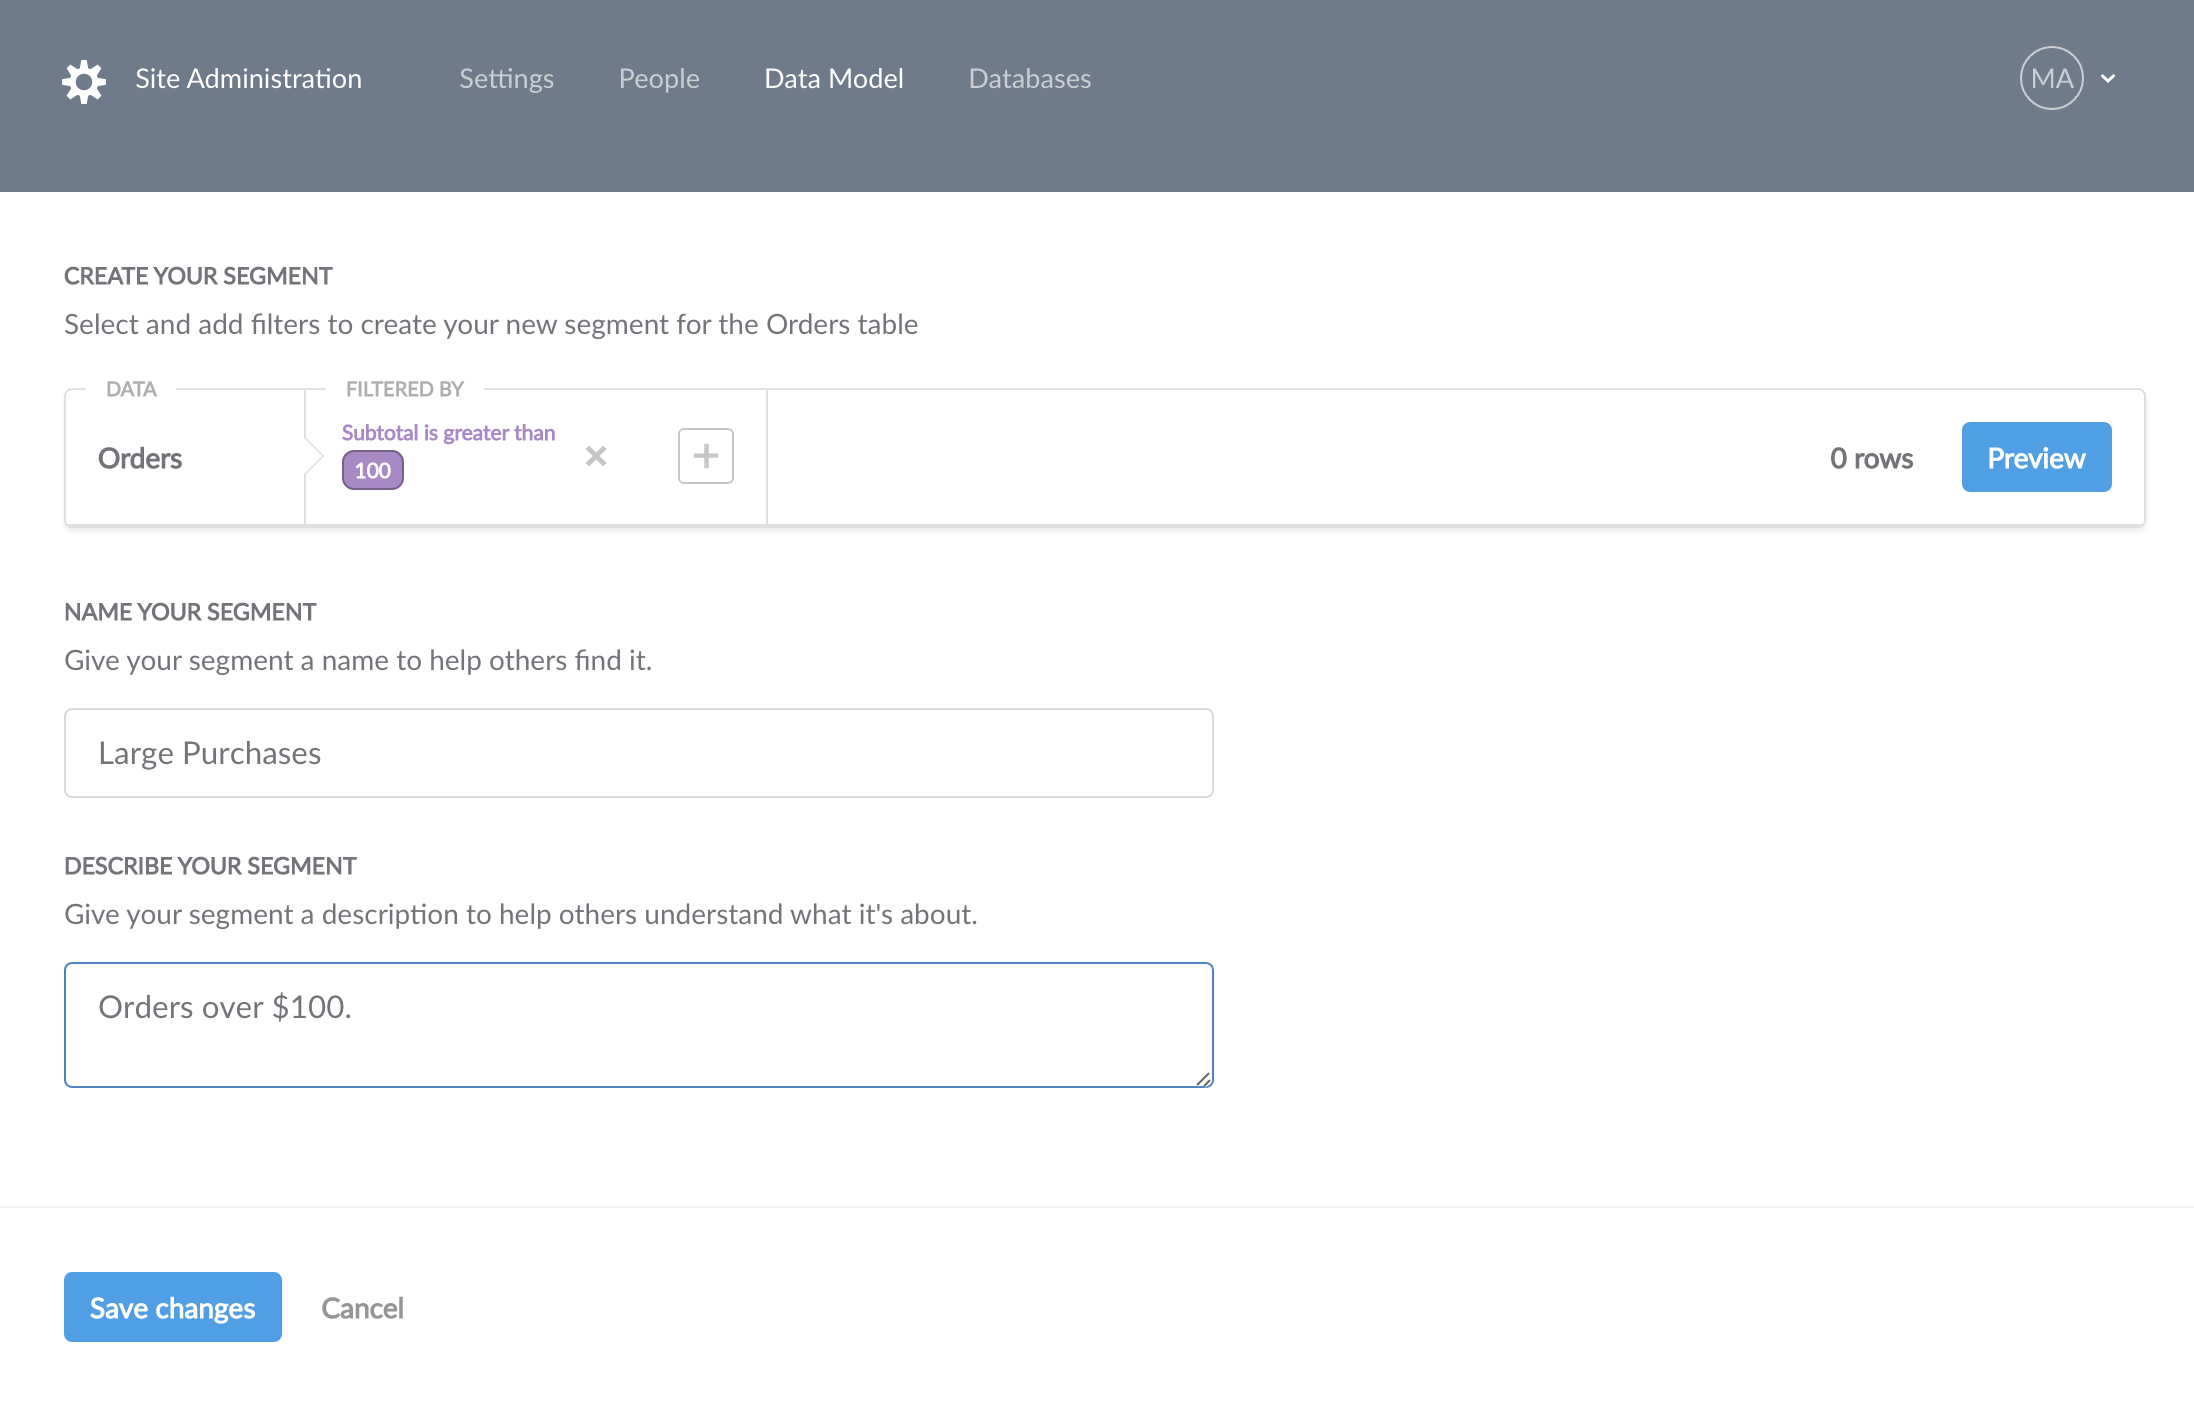 Site Administration Settings People Data Model Databases MA
CREATE YOUR SEGMENT
Select and add filters to create your new segment for the Orders table
DATA FILTERED BY
Subtotal is greater than
Orders 100 0 rows Preview
NAME YOUR SEGMENT
Give your segment a name to help others find it.
Large Purchases
DESCRIBE YOUR SEGMENT
Give your segment a description to help others understand what it's about.
Orders over $100.
Save changes Cancel